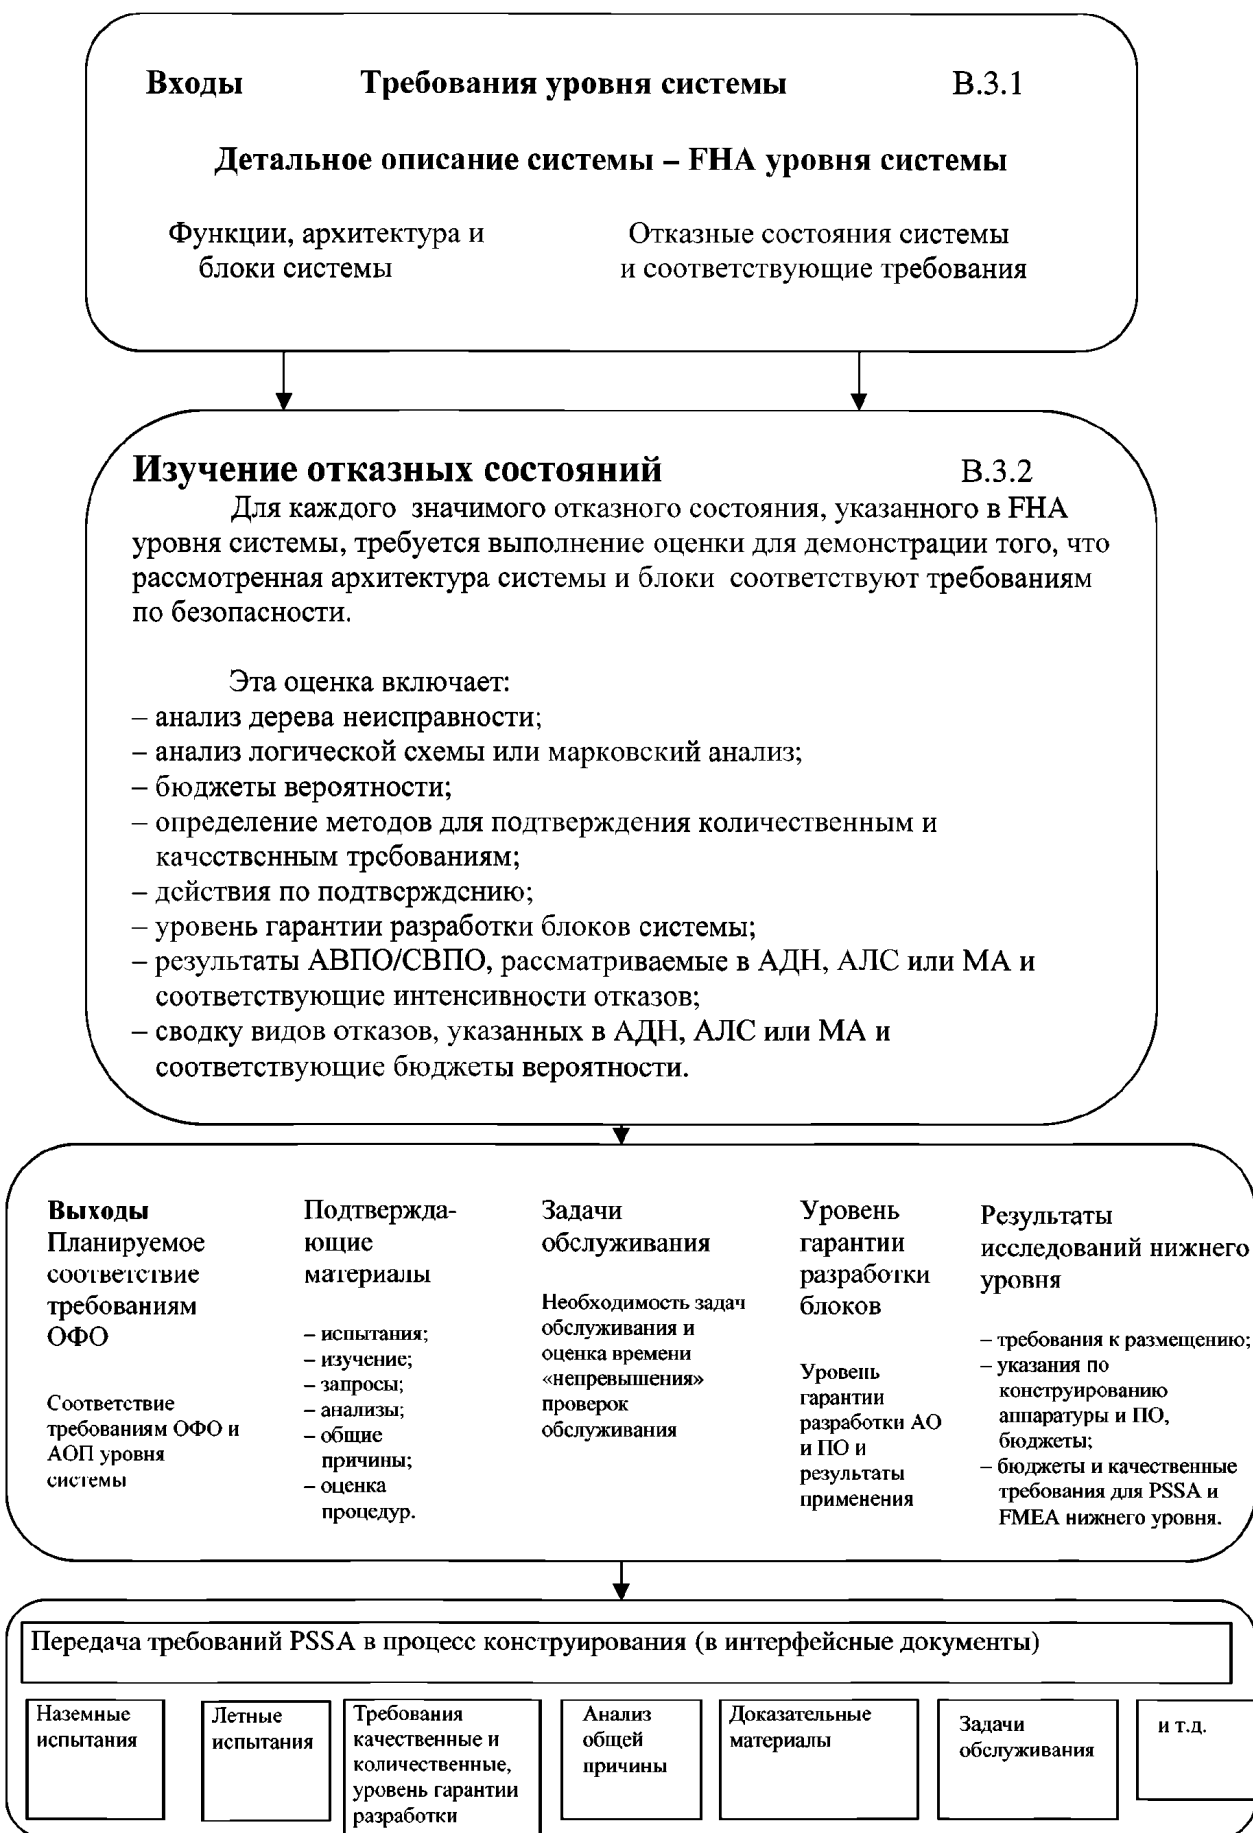 Входы Требования уровня системы В.3.1
Детальное описание системы – FHA уровня системы
Функции, архитектура и
блоки системы
Отказные состояния системы
и соответствующие требования
Изучение отказных состояний В.3.2
Для каждого значимого отказного состояния, указанного в FHA
уровня системы, требуется выполнение оценки для демонстрации того, что
рассмотренная архитектура системы и блоки соответствуют требованиям
по безопасности.
Эта оценка включает:
– анализ дерева неисправности;
– анализ логической схемы или марковский анализ;
– бюджеты вероятности;
– определение методов для подтверждения количественным и
качественным требованиям;
– действия по подтверждению;
– уровень гарантии разработки блоков системы;
– результаты АВПО/СВПО, рассматриваемые в АДН, АЛС или МА и
соответствующие интенсивности отказов;
– сводку видов отказов, указанных в АДН, АЛС или МА и
соответствующие бюджеты вероятности.
Выходы
Планируемое
соответствие
требованиям
ОФО
Соответствие
требованиям ОФО и
АОП уровня
системы
Подтвержда-
ющие
материалы
– испытания;
– изучение;
– запросы;
– анализы;
– общие
причины;
– оценка
процедур.
Задачи
обслуживания
Необходимость задач
обслуживания и
оценка времени
«непревышения»
проверок
обслуживания
Уровень
гарантии
разработки
блоков
Уровень
гарантии
разработки АО
и ПО и
результаты
применения
Результаты
исследований нижнего
уровня
– требования к размещению;
– указания по
конструированию
аппаратуры и ПО,
бюджеты;
– бюджеты и качественные
требования для PSSA и
FMEA нижнего уровня.
Передача требований PSSA в процесс конструирования (в интерфейсные документы)
Наземные
испытания
Летные
испытания
Требования
качественные и
количественные,
уровень гарантии
разработки
Анализ
общей
причины
Доказательные
материалы
Задачи
обслуживания
и т.д.